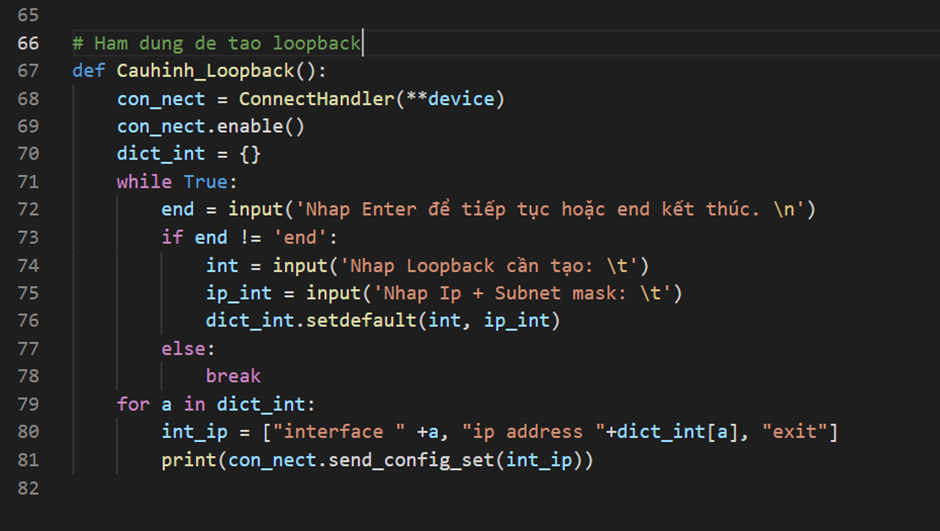 65
66 # Ham dung de tao loopback
67 def Cauhinh_Loopback():
68     con_nect = ConnectHandler(**device)
69     con_nect.enable()
70     dict_int = {}
71     while True:
72         end = input('Nhap Enter để tiếp tục hoặc end kết thúc. \n')
73         if end != 'end':
74             int = input('Nhap Loopback cần tạo: \t')
75             ip_int = input('Nhap Ip + Subnet mask: \t')
76             dict_int.setdefault(int, ip_int)
77         else:
78             break
79     for a in dict_int:
80         int_ip = ["interface " +a, "ip address "+dict_int[a], "exit"]
81         print(con_nect.send_config_set(int_ip))
82